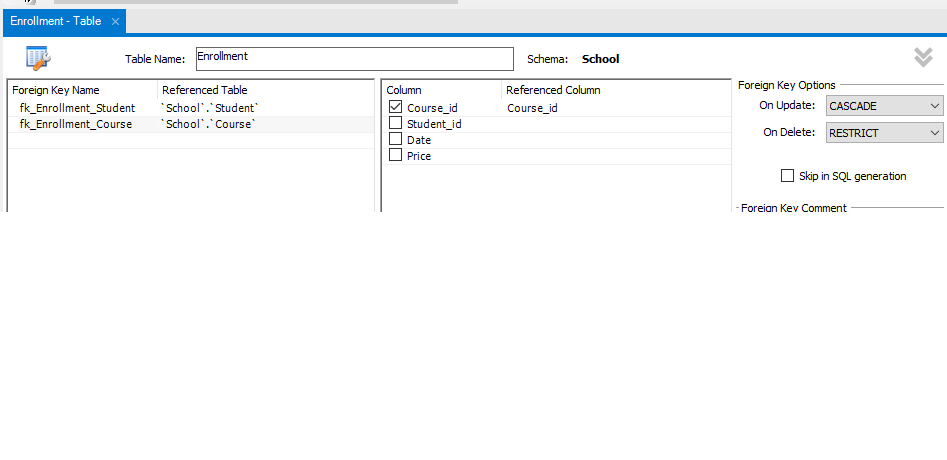 Enrollment - Table ×
Table Name: Enrollment Schema: School
Foreign Key Name Referenced Table
fk_Enrollment_Student `School`.`Student`
fk_Enrollment_Course `School`.`Course`
Column Referenced Column
Course_id Course_id
Student_id
Date
Price
Foreign Key Options
On Update: CASCADE
On Delete: RESTRICT
Skip in SQL generation
Foreign Key Comment